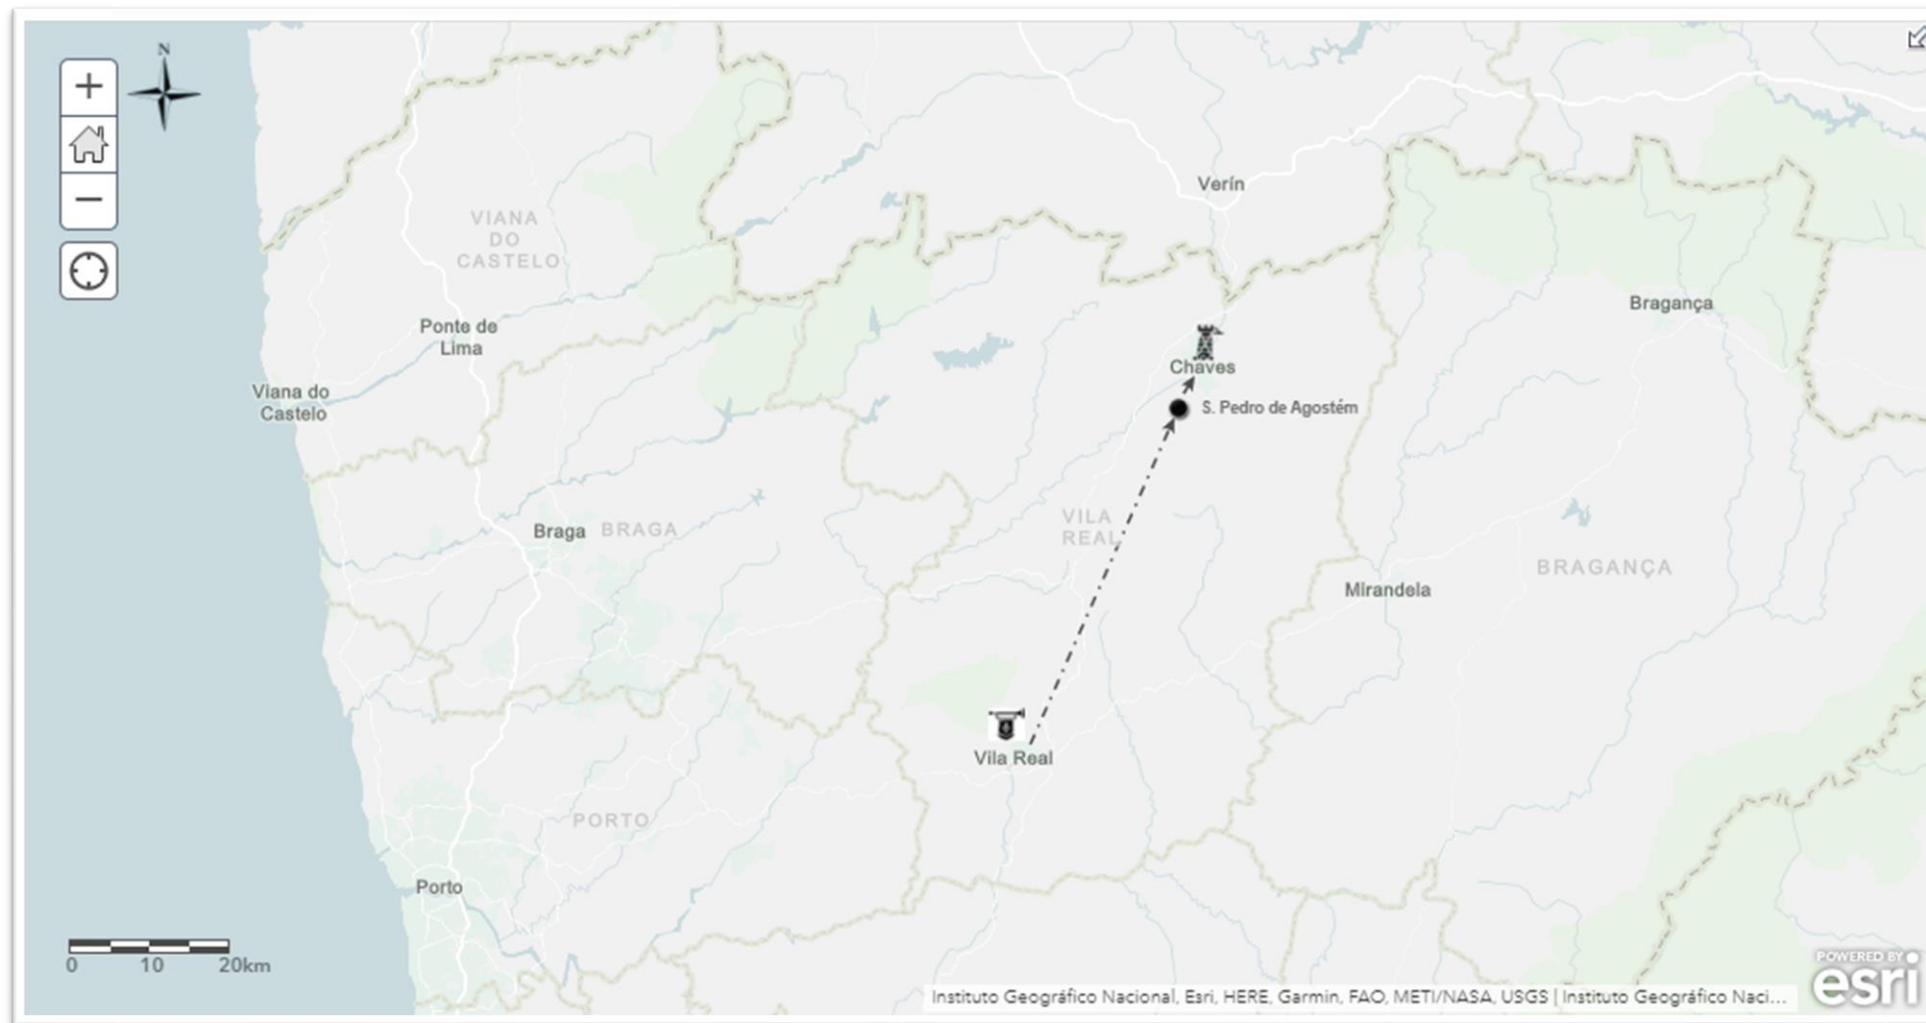 N
Verín
VIANA
DO
CASTELO
Bragança
Ponte de
Lima
Chaves
Viana do
Castelo
S. Pedro de Agostém
VILA
REAL
Braga
BRAGA
BRAGANÇA
Mirandela
Vila Real
PORTO
Porto
0 10 20km
POWERED BY
esri
Instituto Geográfico Nacional, Esri, HERE, Garmin, FAO, METI/NASA, USGS | Instituto Geográfico Naci...